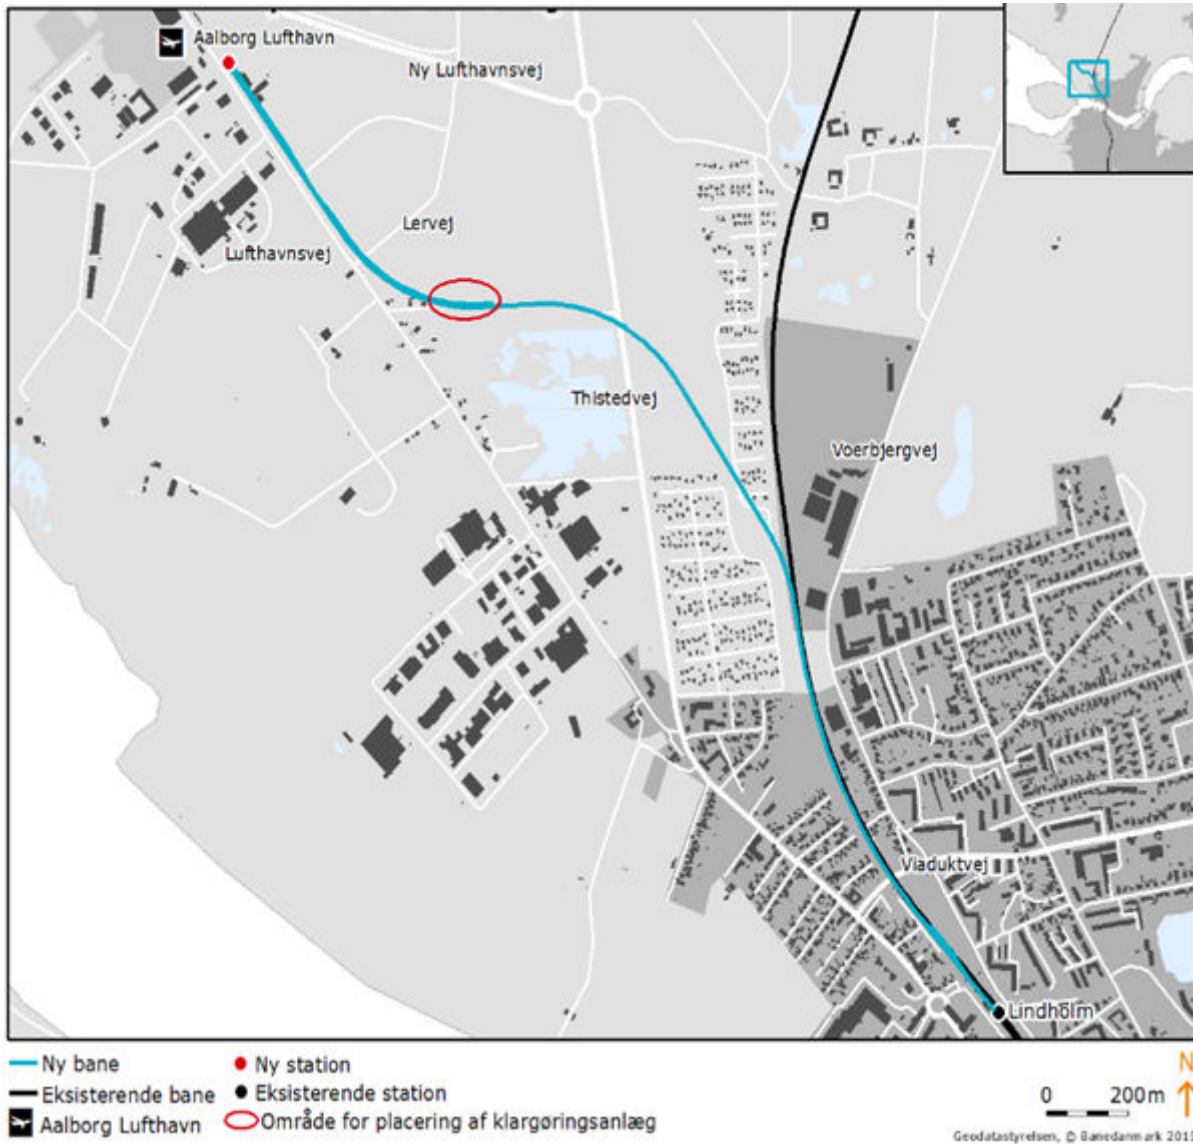 Aalborg Lufthavn
Ny Lufthavnsvej
Lervej
Lufthavnsvej
Thistedvej
Voerbjergvej
Viaduktvej
Lindholm
Ny bane
Ny station
N
Eksisterende bane
Eksisterende station
0 200m
Aalborg Lufthavn
Område for placering af klargøringsanlæg
Geodatastyrelsen, © Banedanmark